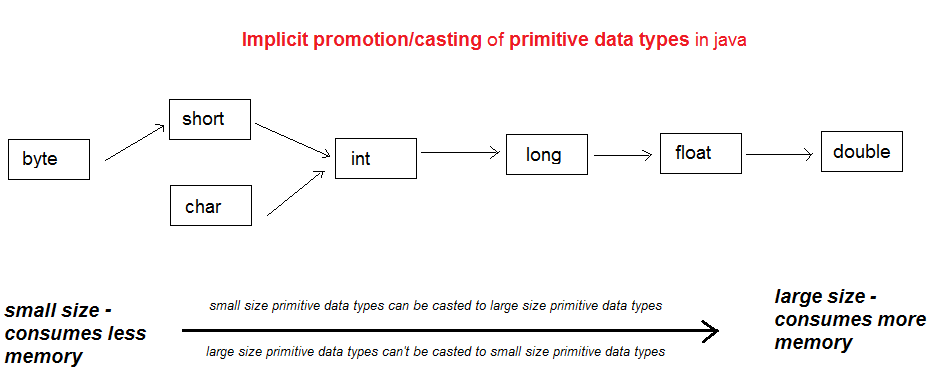 Implicit promotion/casting of primitive data types in java
short
byte
int
long
float
double
char
small size -
consumes less
memory
small size primitive data types can be casted to large size primitive data types
large size primitive data types can't be casted to small size primitive data types
large size -
consumes more
memory